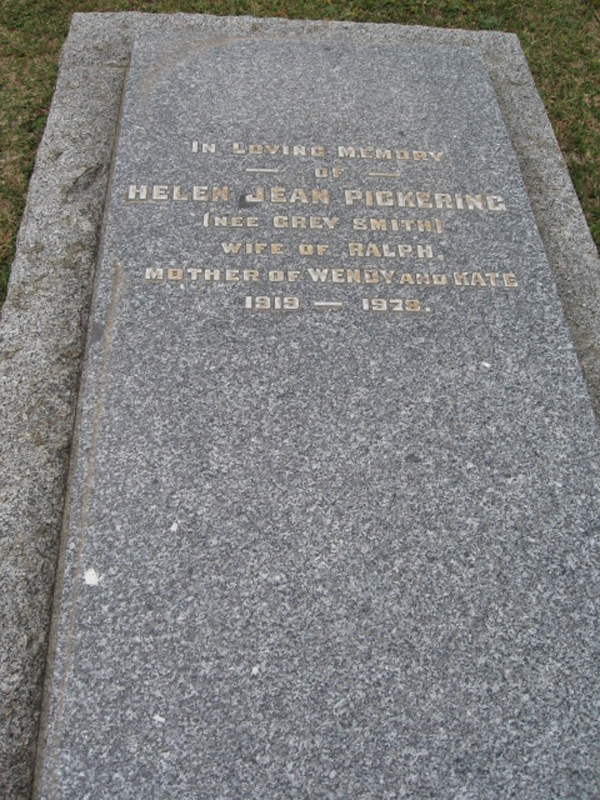 IN LOVING MEMORY
— OF —
HELEN JEAN PICKERING
(NEE GREY SMITH)
WIFE OF RALPH.
MOTHER OF WENDY AND KATE
1919 — 1978.